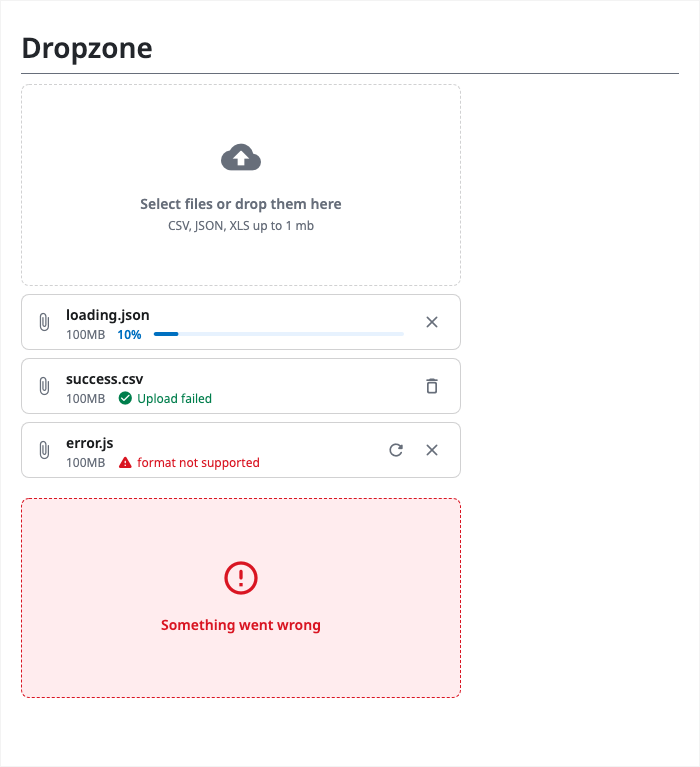 Dropzone
Select files or drop them here
CSV, JSON, XLS up to 1 mb
loading.json
100MB 10%
success.csv
100MB Upload failed
error.js
100MB format not supported
Something went wrong